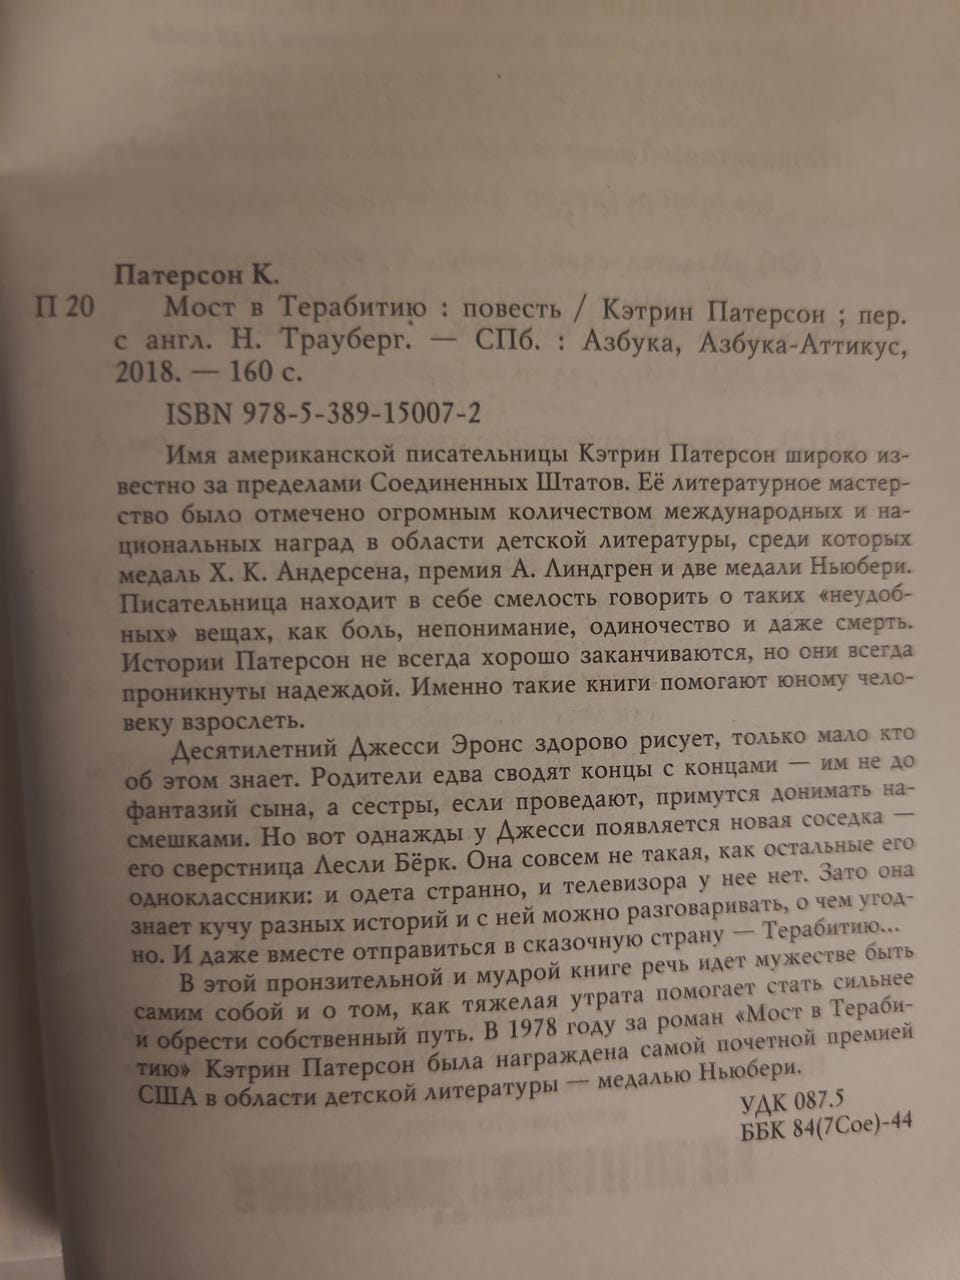 Патерсон К.
П 20 Мост в Терабитию : повесть / Кэтрин Патерсон ; пер.
с англ. Н. Трауберг. — СПб. : Азбука, Азбука-Аттикус,
2018. — 160 с.
ISBN 978-5-389-15007-2
Имя американской писательницы Кэтрин Патерсон широко из-
вестно за пределами Соединенных Штатов. Её литературное мастер-
ство было отмечено огромным количеством международных и на-
циональных наград в области детской литературы, среди которых
медаль Х. К. Андерсена, премия А. Линдгрен и две медали Ньюбери.
Писательница находит в себе смелость говорить о таких «неудоб-
ных» вещах, как боль, непонимание, одиночество и даже смерть.
Истории Патерсон не всегда хорошо заканчиваются, но они всегда
проникнуты надеждой. Именно такие книги помогают юному чело-
веку взрослеть.
Десятилетний Джесси Эронс здорово рисует, только мало кто
об этом знает. Родители едва сводят концы с концами — им не до
фантазий сына, а сестры, если проведают, примутся донимать на-
смешками. Но вот однажды у Джесси появляется новая соседка —
его сверстница Лесли Бёрк. Она совсем не такая, как остальные его
одноклассники: и одета странно, и телевизора у нее нет. Зато она
знает кучу разных историй и с ней можно разговаривать, о чем угод-
но. И даже вместе отправиться в сказочную страну — Терабитию...
В этой пронзительной и мудрой книге речь идет мужестве быть
самим собой и о том, как тяжелая утрата помогает стать сильнее
и обрести собственный путь. В 1978 году за роман «Мост в Тераби-
тию» Кэтрин Патерсон была награждена самой почетной премией
США в области детской литературы — медалью Ньюбери.
УДК 087.5
ББК 84(7Сое)-44